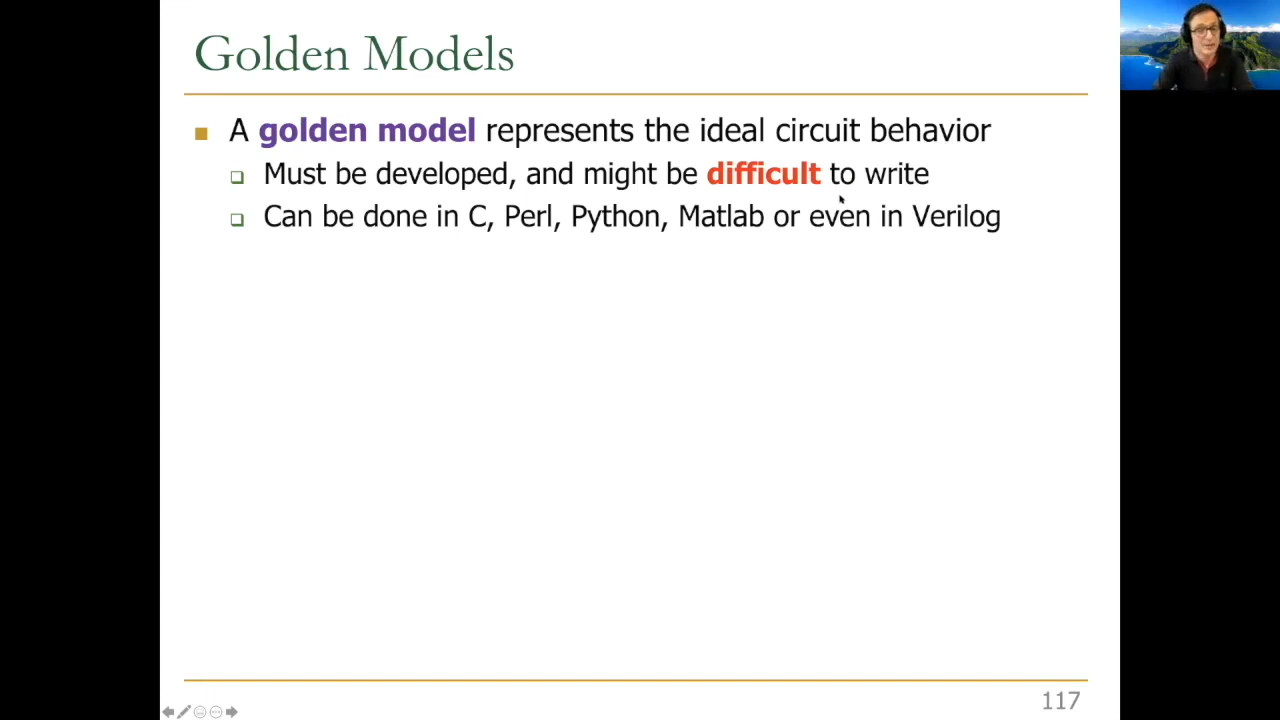 Golden Models
A golden model represents the ideal circuit behavior
Must be developed, and might be difficult to write
Can be done in C, Perl, Python, Matlab or even in Verilog
117